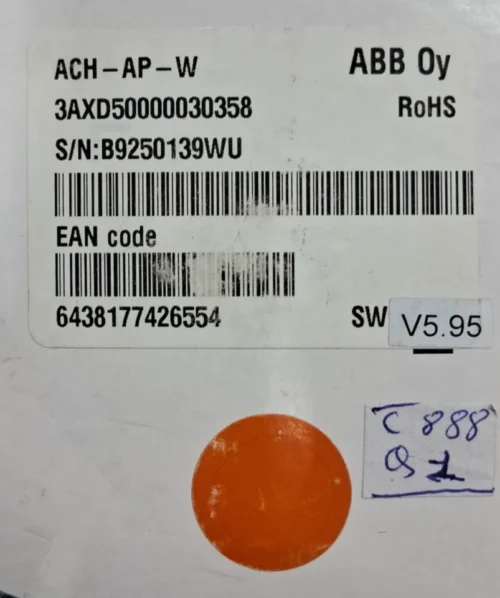 ACH-AP-W
ABB Oy
3AXD50000030358
RoHS
S/N:B9250139WU
EAN code
6438177426554
SW V5.95
C 888
Q 1